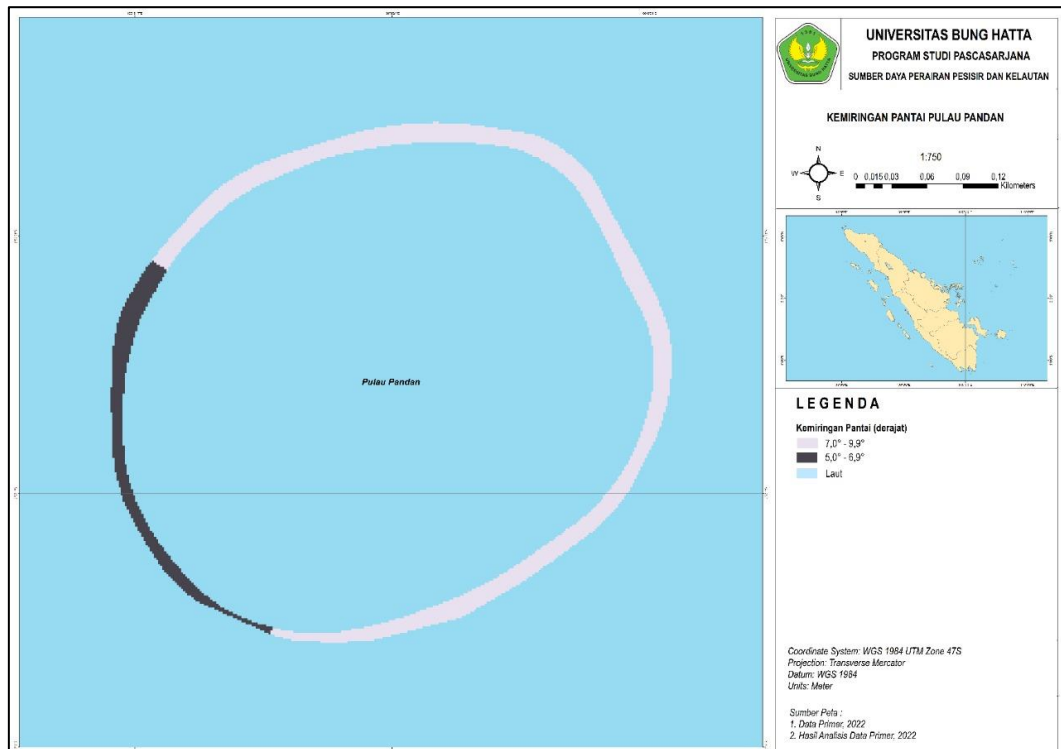 Pulau Pandan
UNIVERSITAS BUNG HATTA
UNIVERSITAS BUNG HATTA
PROGRAM STUDI PASCASARJANA
SUMBER DAYA PERAIRAN PESISIR DAN KELAUTAN
KEMIRINGAN PANTAI PULAU PANDAN
N
W E
S
1:750
0 0,015 0,03 0,06 0,09 0,12
Kilometers
LEGENDA
Kemiringan Pantai (derajat)
7,0° - 9,9°
5,0° - 6,9°
Laut
Coordinate System: WGS 1984 UTM Zone 47S
Projection: Transverse Mercator
Datum: WGS 1984
Units: Meter
Sumber Peta :
1. Data Primer, 2022
2. Hasil Analisis Data Primer, 2022